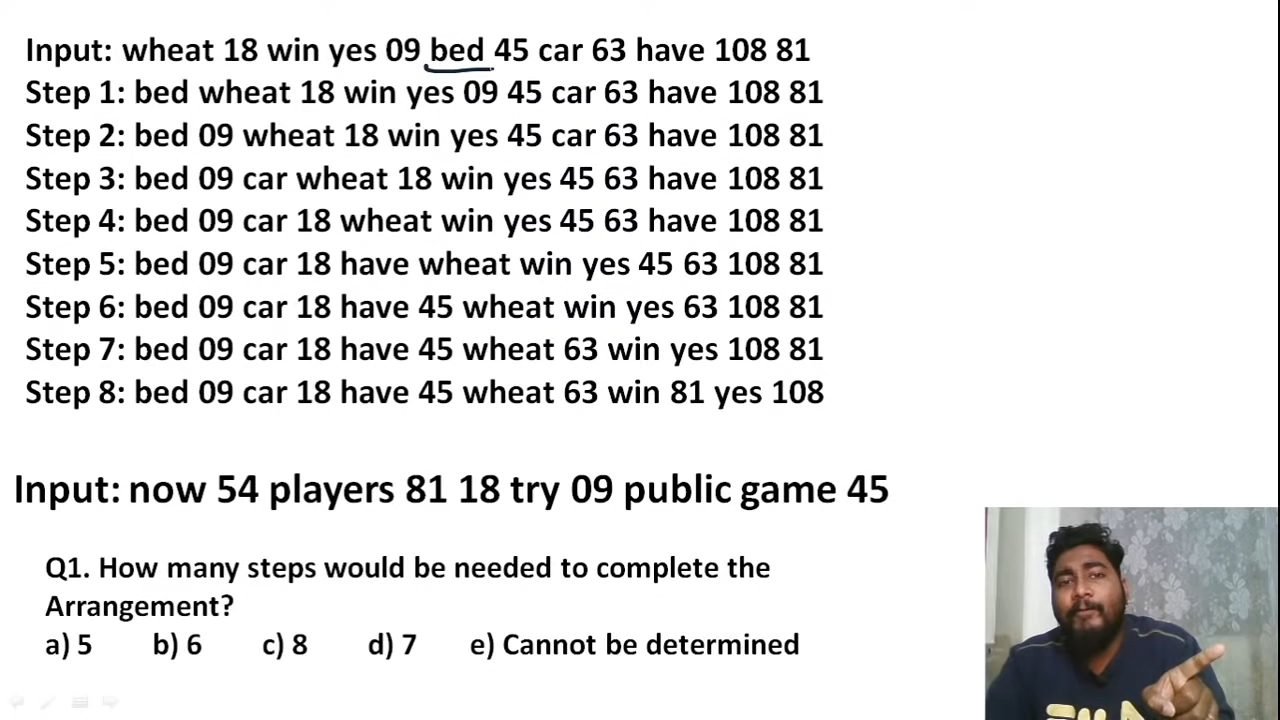 Input: wheat 18 win yes 09 bed 45 car 63 have 108 81
Step 1: bed wheat 18 win yes 09 45 car 63 have 108 81
Step 2: bed 09 wheat 18 win yes 45 car 63 have 108 81
Step 3: bed 09 car wheat 18 win yes 45 63 have 108 81
Step 4: bed 09 car 18 wheat win yes 45 63 have 108 81
Step 5: bed 09 car 18 have wheat win yes 45 63 108 81
Step 6: bed 09 car 18 have 45 wheat win yes 63 108 81
Step 7: bed 09 car 18 have 45 wheat 63 win yes 108 81
Step 8: bed 09 car 18 have 45 wheat 63 win 81 yes 108
Input: now 54 players 81 18 try 09 public game 45
Q1. How many steps would be needed to complete the
Arrangement?
a) 5 b) 6 c) 8 d) 7 e) Cannot be determined